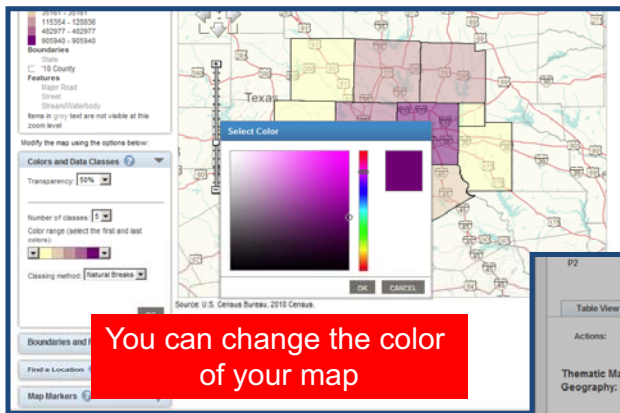 35161 - 35161
115354 - 120836
482977 - 482977
905940 - 905940
Boundaries
State
'10 County
Features
Major Road
Street
Stream/Waterbody
Items in grey text are not visible at this
zoom level
Modify the map using the options below:
Colors and Data Classes
Transparency: 50%
Number of classes: 5
Color range (select the first and last
colors):
Classing method: Natural Breaks
Boundaries and
Find a Location
Map Markers
Texas
Select Color
OK CANCEL
Source: U.S. Census Bureau, 2010 Census.
You can change the color
of your map
P2
Table View
Actions:
Thematic Ma
Geography: